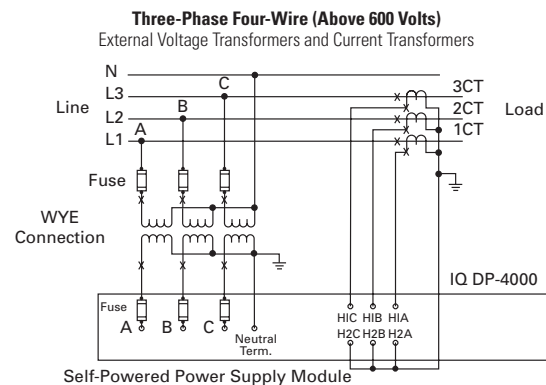 Three-Phase Four-Wire (Above 600 Volts)
External Voltage Transformers and Current Transformers
N
C
L3
3CT
Line
B
2CT
Load
L2
A
1CT
L1
Fuse
WYE
Connection
IQ DP-4000
Fuse
HIC HIB HIA
A B C
H2C H2B H2A
Neutral
Term.
Self-Powered Power Supply Module